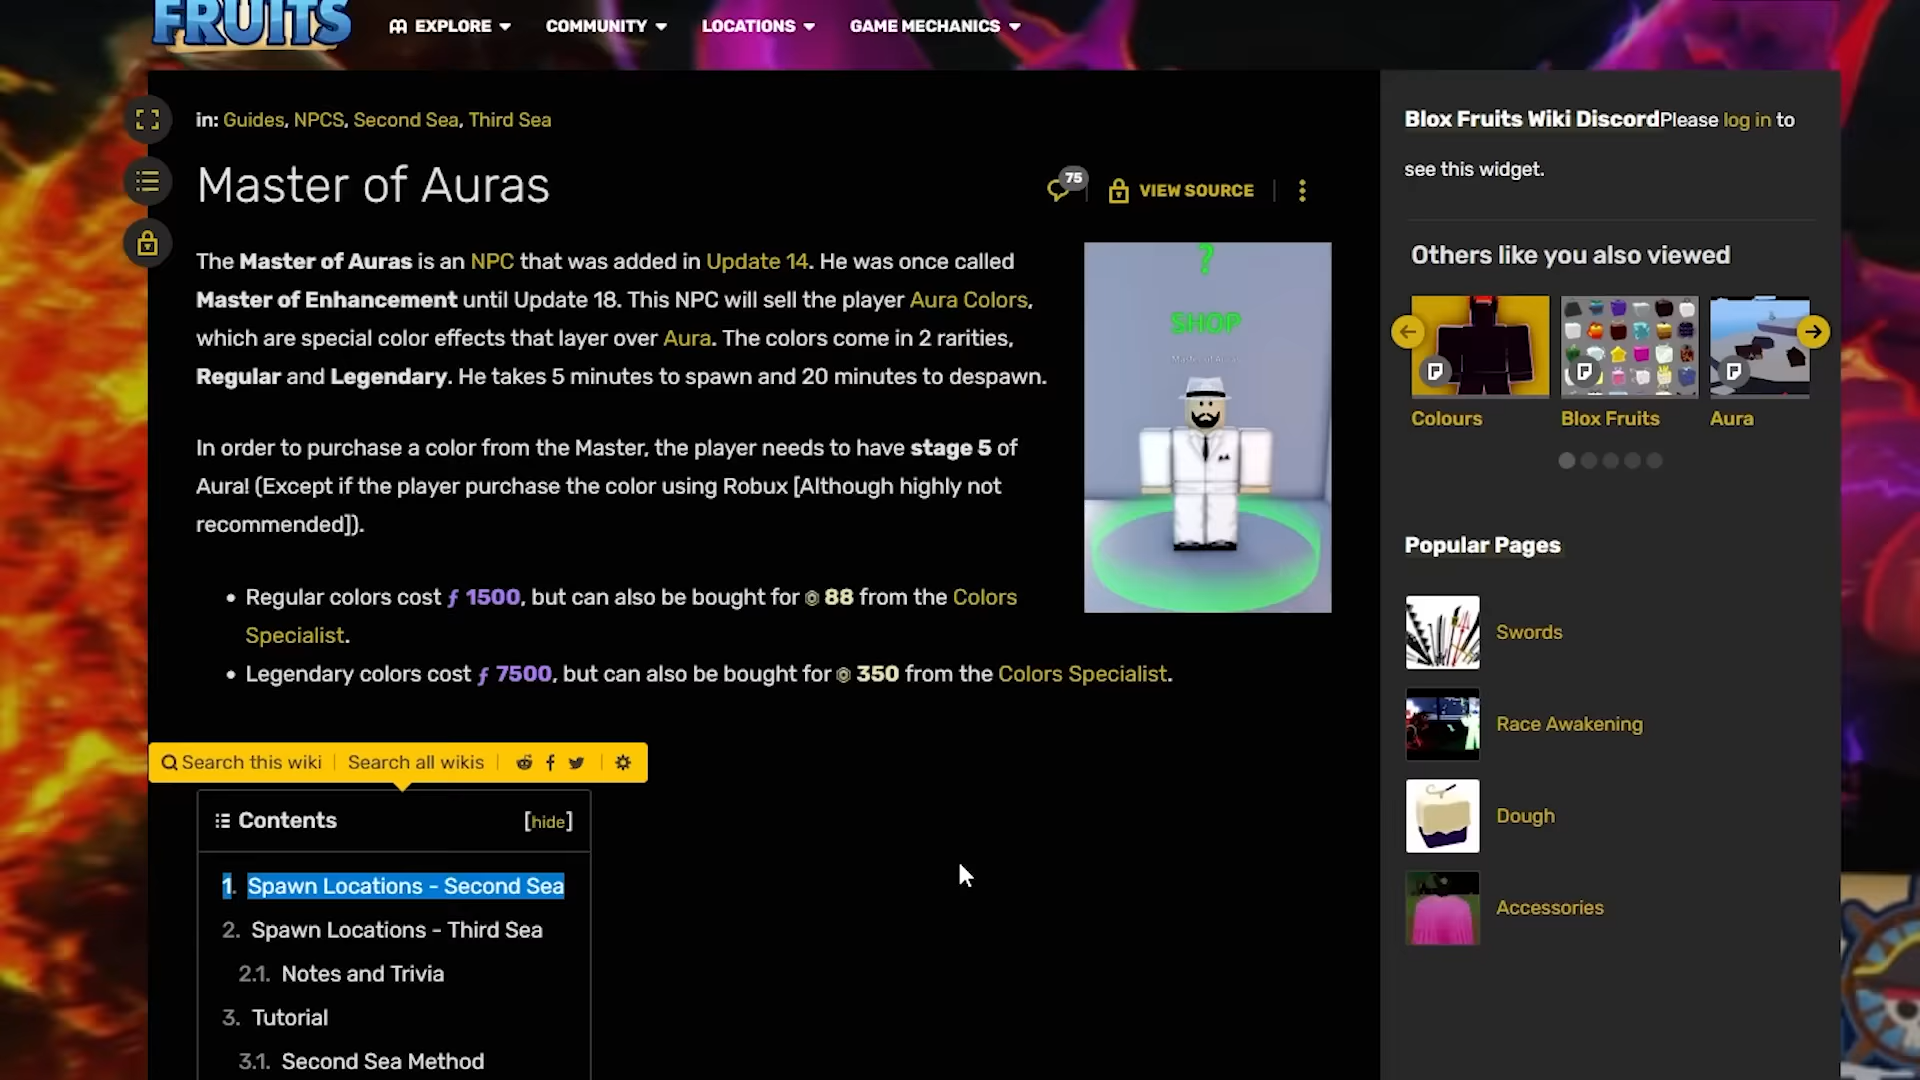 FRUITS
EXPLORE
COMMUNITY
LOCATIONS
GAME MECHANICS
in: Guides, NPCS, Second Sea, Third Sea
Master of Auras
75
VIEW SOURCE
The Master of Auras is an NPC that was added in Update 14. He was once called
Master of Enhancement until Update 18. This NPC will sell the player Aura Colors,
which are special color effects that layer over Aura. The colors come in 2 rarities,
Regular and Legendary. He takes 5 minutes to spawn and 20 minutes to despawn.
In order to purchase a color from the Master, the player needs to have stage 5 of
Aura! (Except if the player purchase the color using Robux [Although highly not
recommended]).
• Regular colors cost ƒ 1500, but can also be bought for 88 from the Colors
Specialist.
• Legendary colors cost ƒ 7500, but can also be bought for 350 from the Colors Specialist.
?
SHOP
Master of Auras
Search this wiki
Search all wikis
Contents
[hide]
1. Spawn Locations - Second Sea
2. Spawn Locations - Third Sea
2.1. Notes and Trivia
3. Tutorial
3.1. Second Sea Method
Blox Fruits Wiki DiscordPlease log in to
see this widget.
Others like you also viewed
Colours
Blox Fruits
Aura
Popular Pages
Swords
Race Awakening
Dough
Accessories